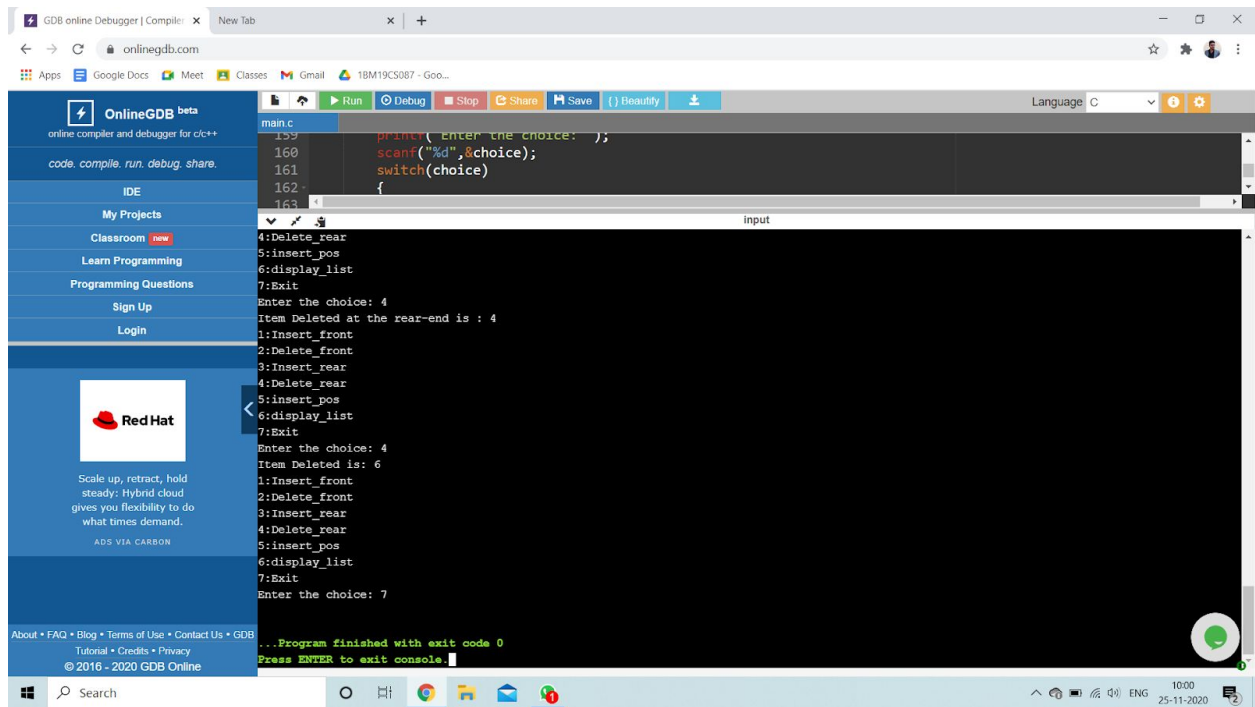 GDB online Debugger | Compiler
New Tab
onlinegdb.com
Apps Google Docs Meet Classes Gmail 1BM19CS087 - Goo...
OnlineGDB beta
online compiler and debugger for c/c++
code. compile. run. debug. share.
IDE
My Projects
Classroom new
Learn Programming
Programming Questions
Sign Up
Login
Red Hat
Scale up, retract, hold
steady: Hybrid cloud
gives you flexibility to do
what times demand.
ADS VIA CARBON
About • FAQ • Blog • Terms of Use • Contact Us • GDB
Tutorial • Credits • Privacy
© 2016 - 2020 GDB Online
Run Debug Stop Share Save { } Beautify Language C
main.c
159 printf("Enter the choice: ");
160 scanf("%d",&choice);
161 switch(choice)
162 {
163
input
4:Delete_rear
5:insert_pos
6:display_list
7:Exit
Enter the choice: 4
Item Deleted at the rear-end is : 4
1:Insert_front
2:Delete_front
3:Insert_rear
4:Delete_rear
5:insert_pos
6:display_list
7:Exit
Enter the choice: 4
Item Deleted is: 6
1:Insert_front
2:Delete_front
3:Insert_rear
4:Delete_rear
5:insert_pos
6:display_list
7:Exit
Enter the choice: 7
...Program finished with exit code 0
Press ENTER to exit console.
Search
ENG
10:00
25-11-2020
2